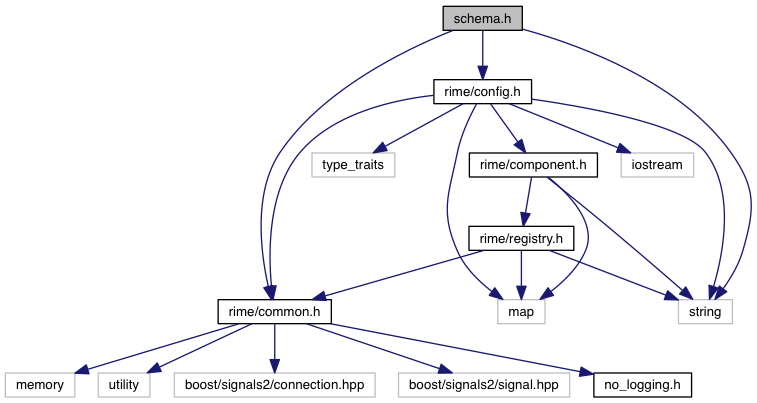 schema.h
rime/config.h
type_traits
rime/component.h
iostream
rime/registry.h
rime/common.h
map
string
memory
utility
boost/signals2/connection.hpp
boost/signals2/signal.hpp
no_logging.h